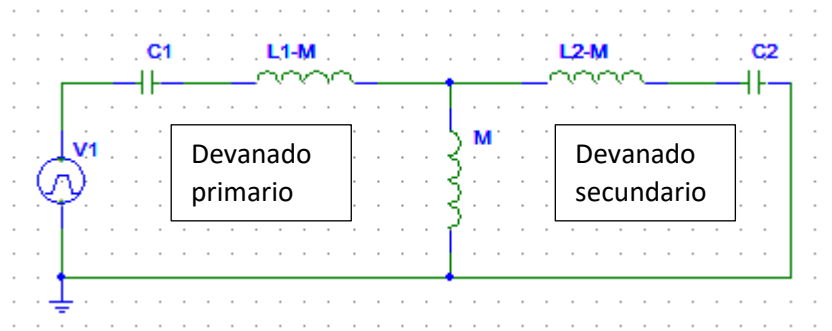 C1
L1-M
L2-M
C2
V1
Devanado
primario
M
Devanado
secundario